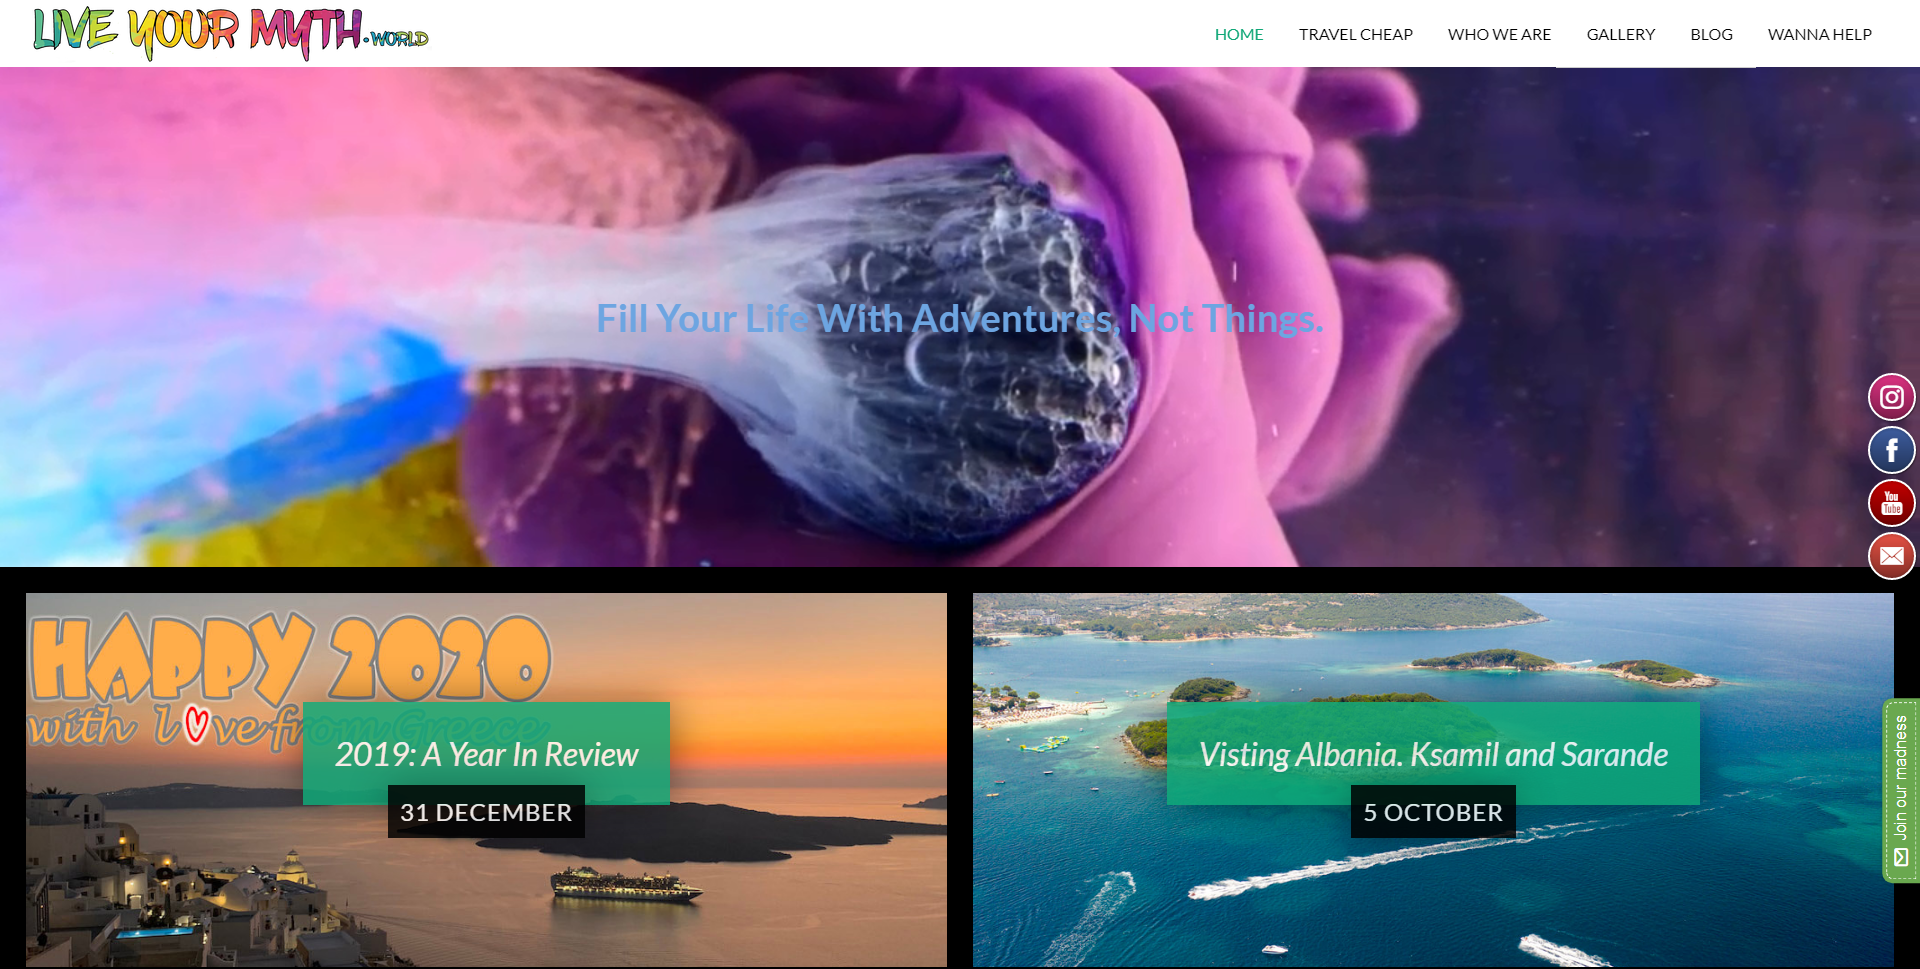 LIVE YOUR MYTH.WORLD
HOME
TRAVEL CHEAP
WHO WE ARE
GALLERY
BLOG
WANNA HELP
Fill Your Life With Adventures, Not Things.
You
Tube
HAPPY 2020
with love from Greece
2019: A Year In Review
31 DECEMBER
Visting Albania. Ksamil and Sarande
5 OCTOBER
Join our madness